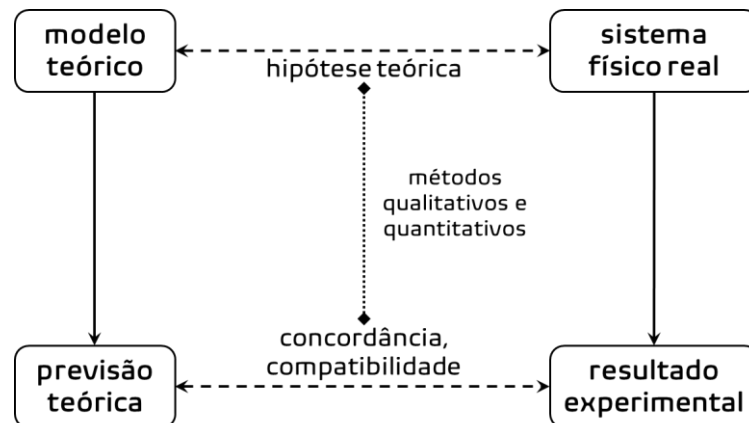 modelo
teórico
sistema
físico real
hipótese teórica
métodos
qualitativos e
quantitativos
concordância,
compatibilidade
previsão
teórica
resultado
experimental